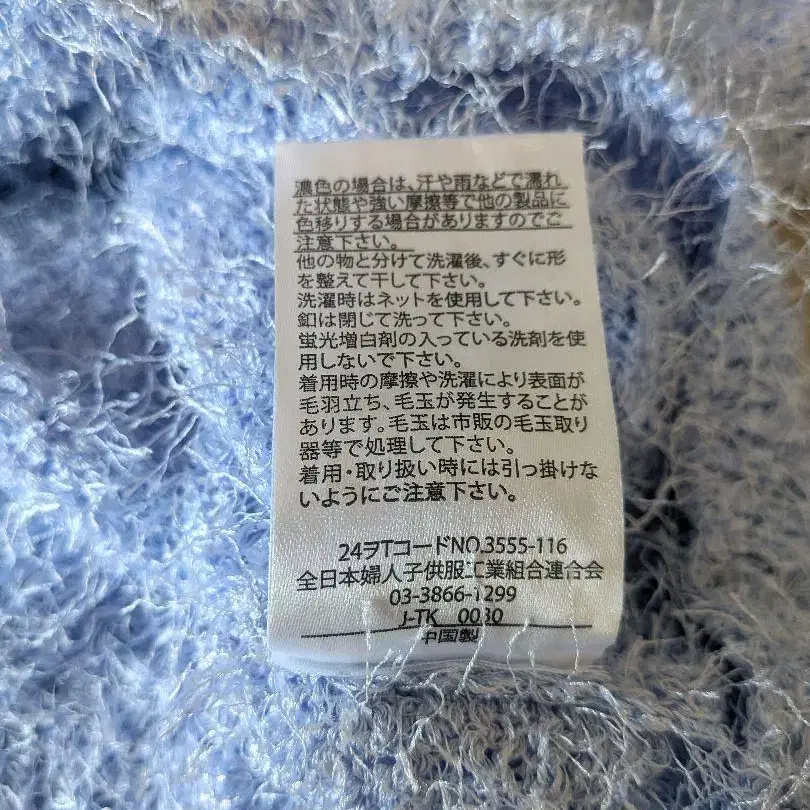 濃色の場合は、汗や雨などで濡れ
た状態や強い摩擦等で他の製品に
色移りする場合がありますのでご
注意下さい。
他の物と分けて洗濯後、すぐに形
を整えて干して下さい。
洗濯時はネットを使用して下さい。
釦は閉じて洗って下さい。
蛍光増白剤の入っている洗剤を使
用しないで下さい。
着用時の摩擦や洗濯により表面が
毛羽立ち、毛玉が発生することが
あります。毛玉は市販の毛玉取り
器等で処理して下さい。
着用・取り扱い時には引っ掛けな
いようにご注意下さい。
24ヲTコードNO.3555-116
全日本婦人子供服工業組合連合会
03-3866-1299
J-TK 0030
中国製